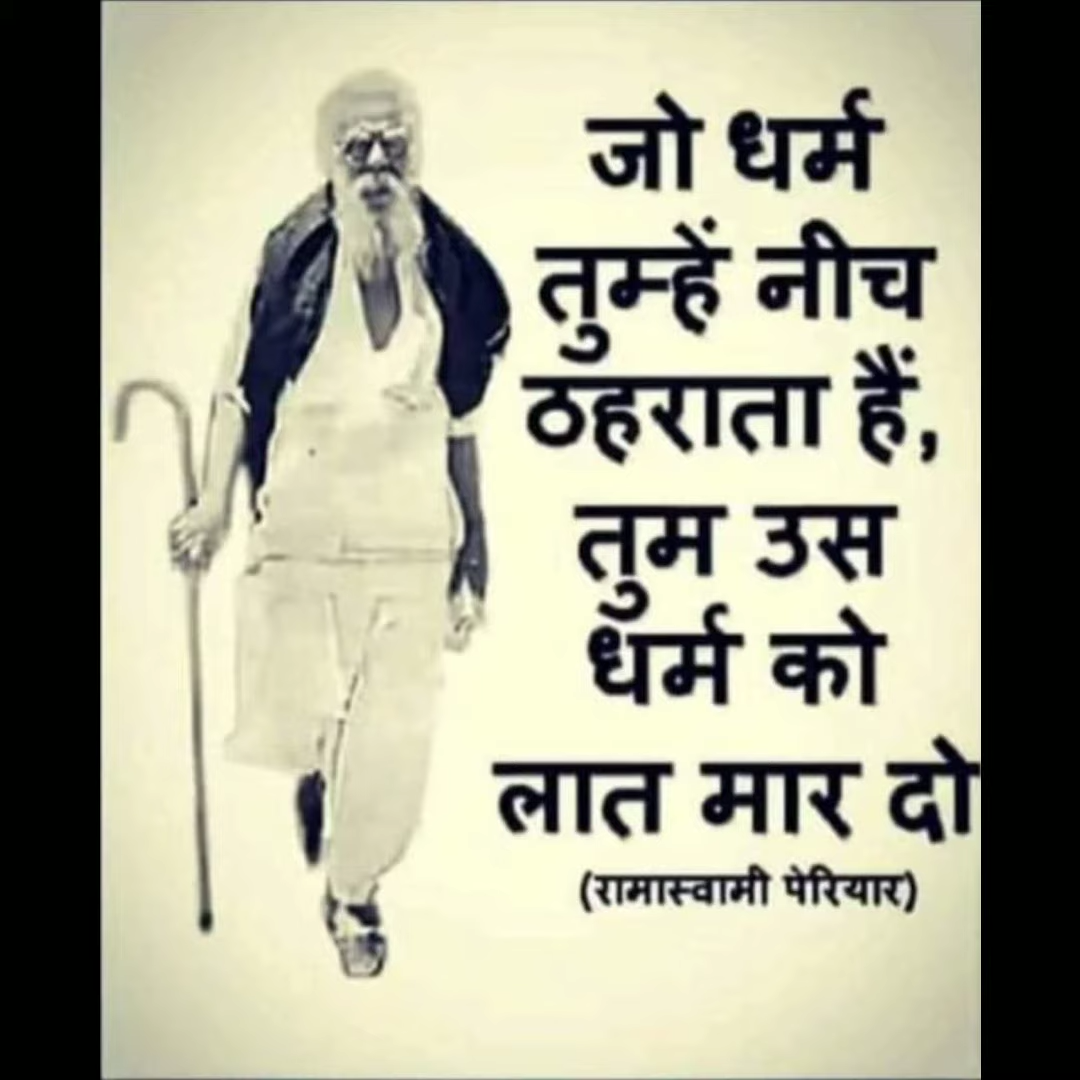 जो धर्म
तुम्हें नीच
ठहराता हैं,
तुम उस
धर्म को
लात मार दो
(रामास्वामी पेरियार)